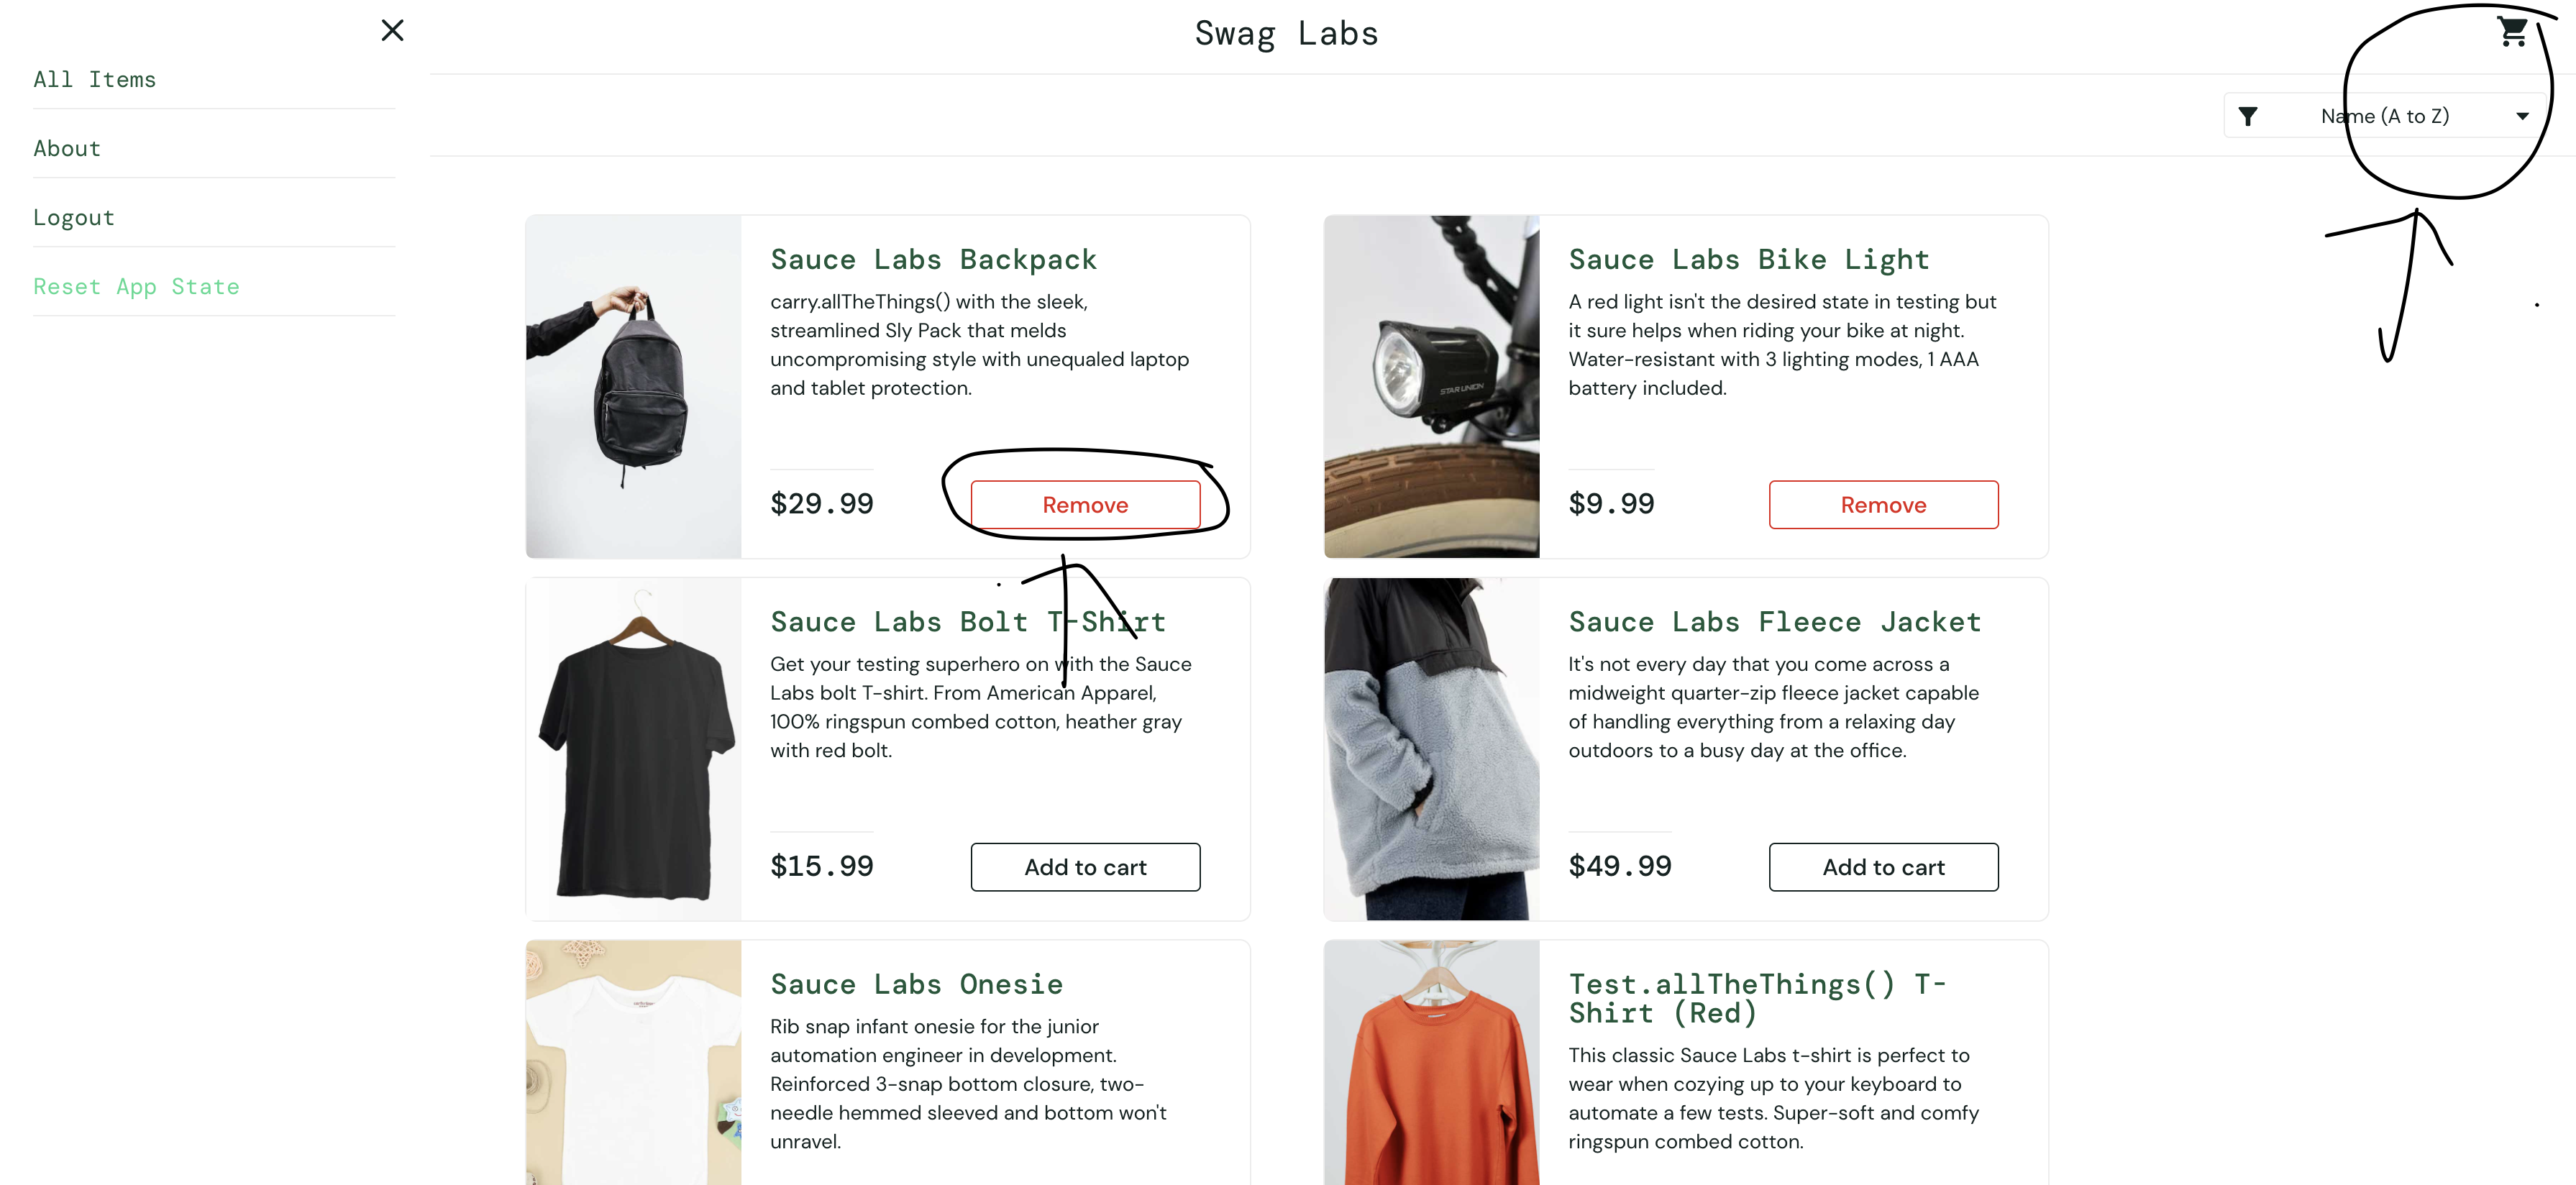 Swag Labs
All Items
About
Logout
Reset App State
Name (A to Z)
Sauce Labs Backpack
carry.allTheThings() with the sleek,
streamlined Sly Pack that melds
uncompromising style with unequaled laptop
and tablet protection.
$29.99
Remove
Sauce Labs Bike Light
A red light isn't the desired state in testing but
it sure helps when riding your bike at night.
Water-resistant with 3 lighting modes, 1 AAA
battery included.
STAR UNION
$9.99
Remove
Sauce Labs Bolt T-Shirt
Get your testing superhero on with the Sauce
Labs bolt T-shirt. From American Apparel,
100% ringspun combed cotton, heather gray
with red bolt.
$15.99
Add to cart
Sauce Labs Fleece Jacket
It's not every day that you come across a
midweight quarter-zip fleece jacket capable
of handling everything from a relaxing day
outdoors to a busy day at the office.
$49.99
Add to cart
Sauce Labs Onesie
Rib snap infant onesie for the junior
automation engineer in development.
Reinforced 3-snap bottom closure, two-
needle hemmed sleeved and bottom won't
unravel.
Test.allTheThings() T-
Shirt (Red)
This classic Sauce Labs t-shirt is perfect to
wear when cozying up to your keyboard to
automate a few tests. Super-soft and comfy
ringspun combed cotton.